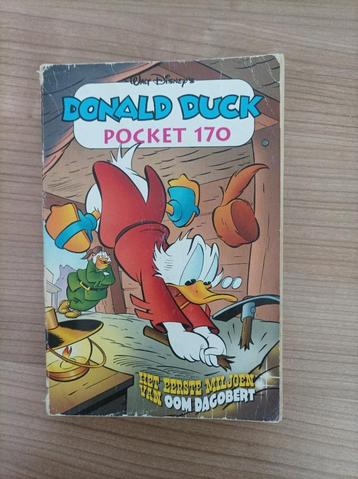 WALT DISNEY'S
DONALD DUCK
POCKET 170
HET EERSTE MILJOEN
VAN OOM DAGOBERT